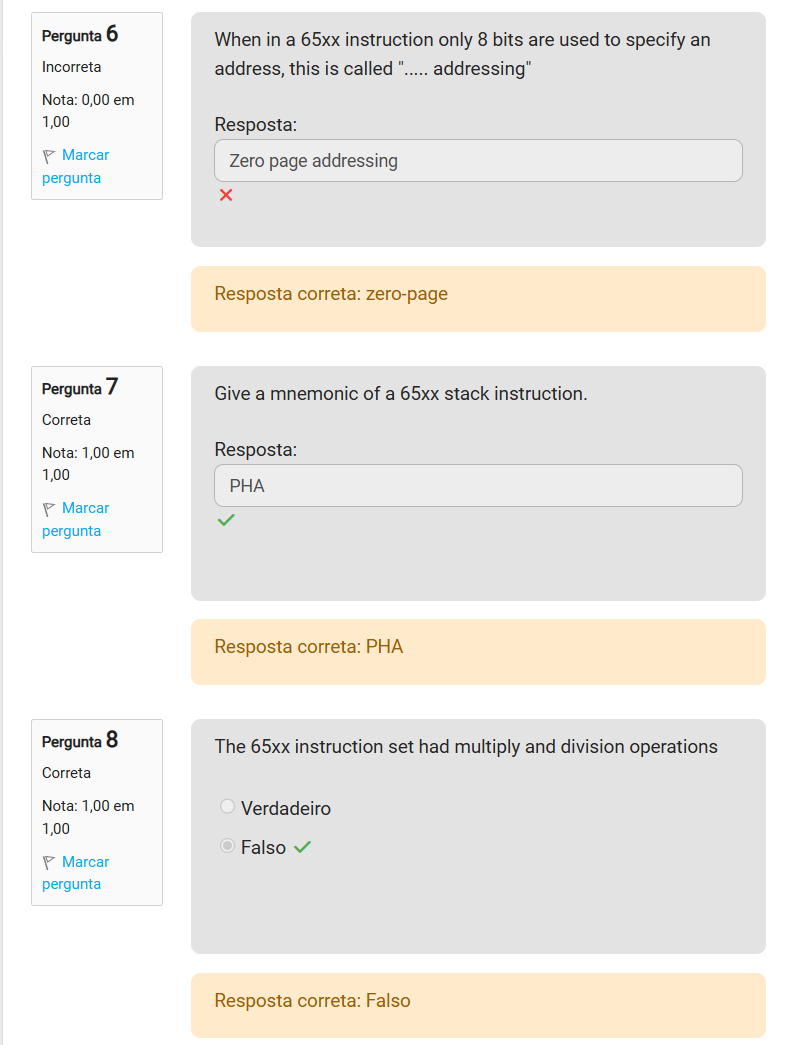 Pergunta 6
Incorreta
Nota: 0,00 em
1,00
Marcar
pergunta
When in a 65xx instruction only 8 bits are used to specify an
address, this is called "..... addressing"
Resposta:
Zero page addressing
Resposta correta: zero-page
Pergunta 7
Correta
Nota: 1,00 em
1,00
Marcar
pergunta
Give a mnemonic of a 65xx stack instruction.
Resposta:
PHA
Resposta correta: PHA
Pergunta 8
Correta
Nota: 1,00 em
1,00
Marcar
pergunta
The 65xx instruction set had multiply and division operations
Verdadeiro
Falso
Resposta correta: Falso